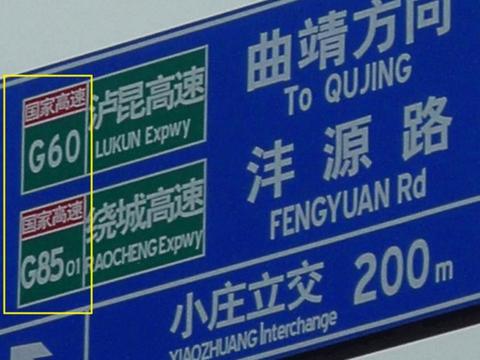 国家高速
G60
泸昆高速
LUKUN Expwy
曲靖方向
To QUJING
国家高速
G8501
绕城高速
RAOCHENG Expwy
沣源路
FENGYUAN Rd
小庄立交 200m
XIAOZHUANG Interchange